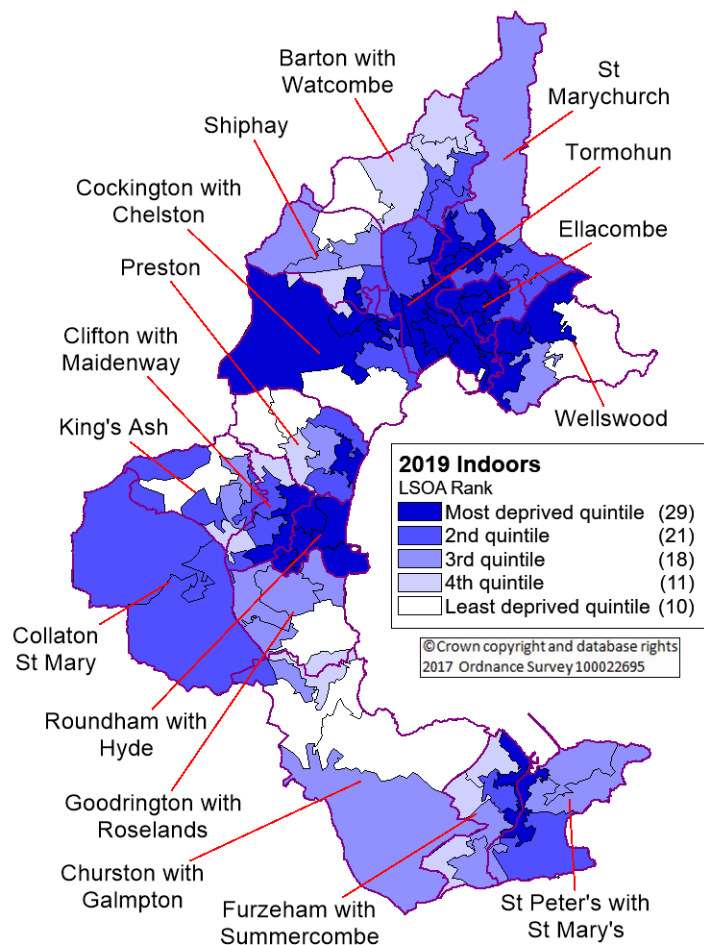 Barton with
Watcombe
St
Marychurch
Shiphay
Tormohun
Cockington with
Chelston
Ellacombe
Preston
Clifton with
Maidenway
Wellswood
King's Ash
2019 Indoors
LSOA Rank
Most deprived quintile (29)
2nd quintile (21)
3rd quintile (18)
4th quintile (11)
Least deprived quintile (10)
©Crown copyright and database rights
2017 Ordnance Survey 100022695
Collaton
St Mary
Roundham with
Hyde
Goodrington with
Roselands
Churston with
Galmpton
Furzeham with
Summercombe
St Peter's with
St Mary's